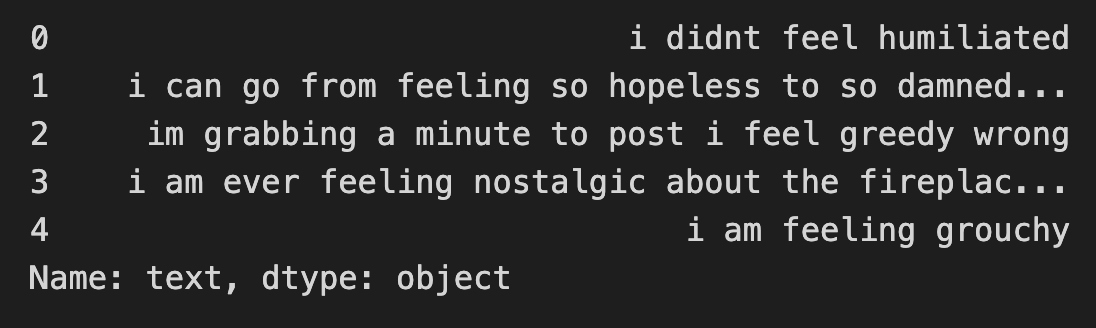 0 i didnt feel humiliated
1 i can go from feeling so hopeless to so damned...
2 im grabbing a minute to post i feel greedy wrong
3 i am ever feeling nostalgic about the fireplac...
4 i am feeling grouchy
Name: text, dtype: object